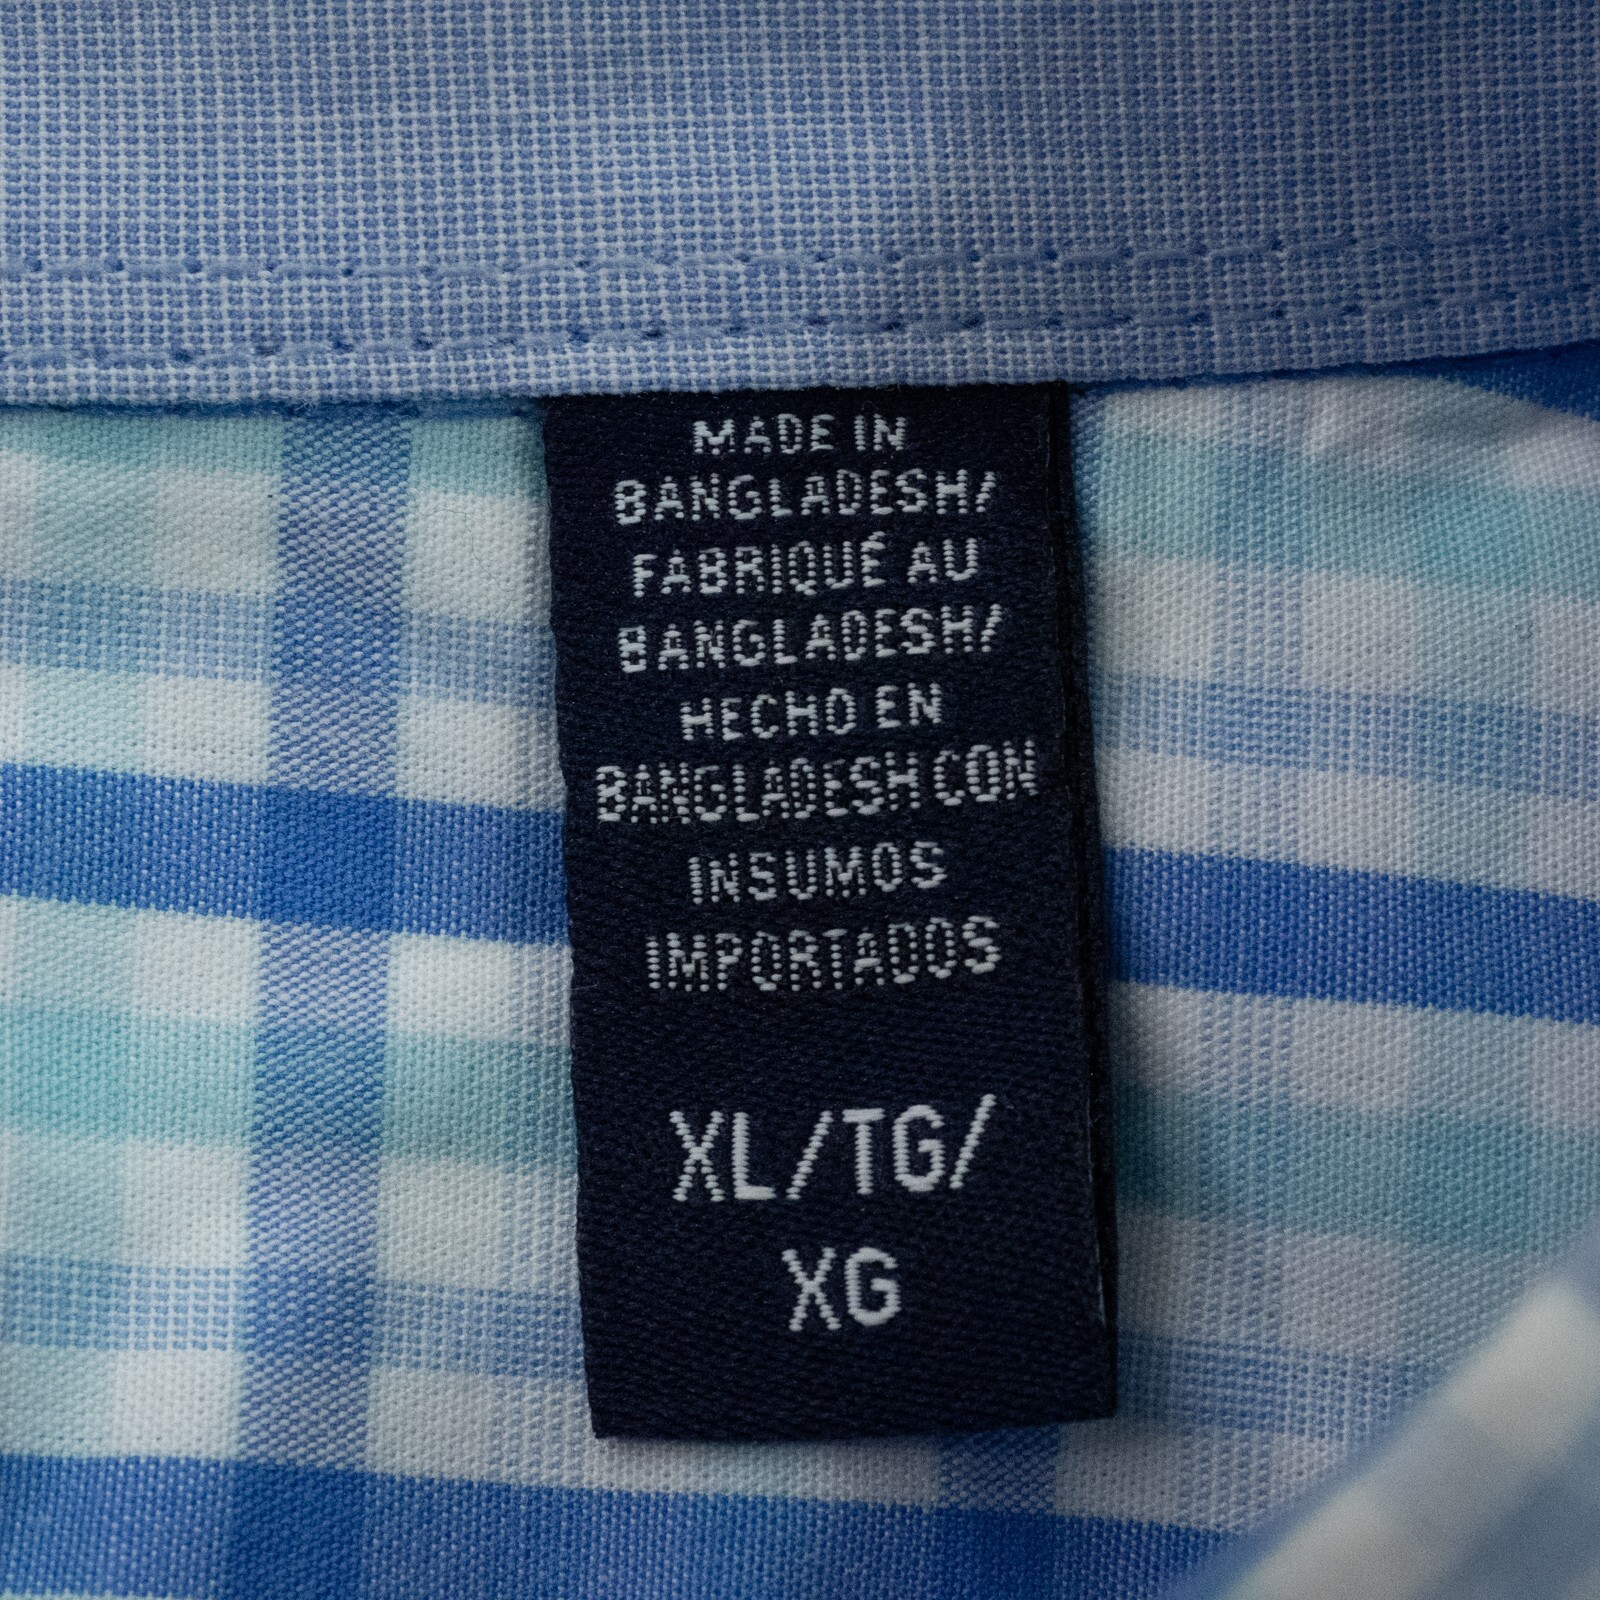 MADE IN
BANGLADESH/
FABRIQUÉ AU
BANGLADESH/
HECHO EN
BANGLADESH CON
INSUMOS
IMPORTADOS
XL/TG/
XG